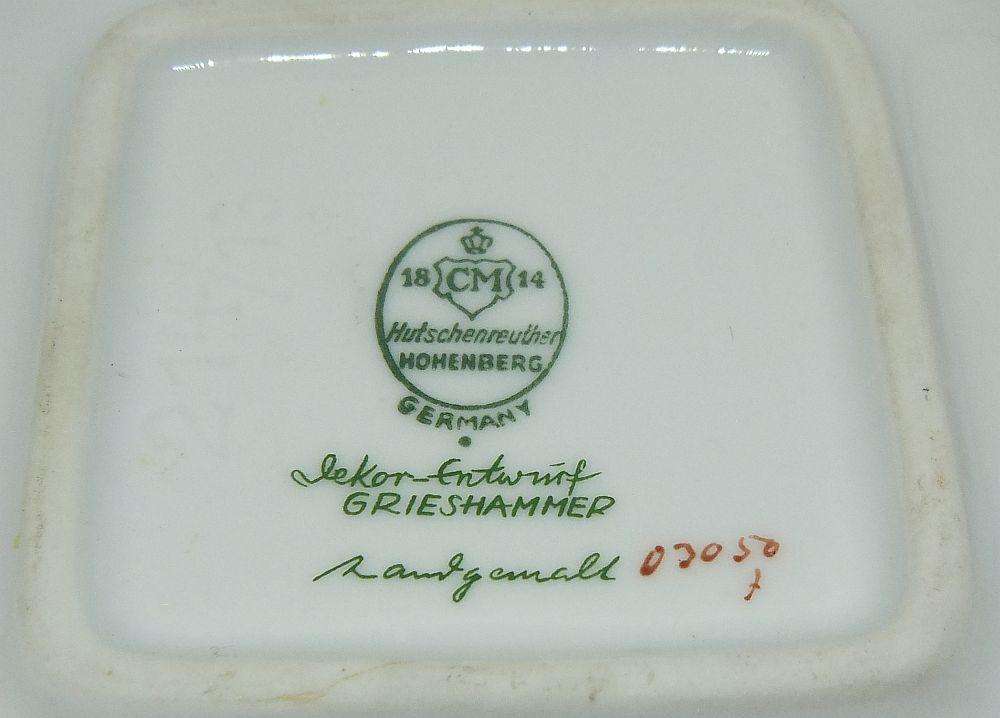 18 CM 14
Hutschenreuther
HOHENBERG
GERMANY
Dekor-Entwurf
GRIESHAMMER
handgemalt 03050
f